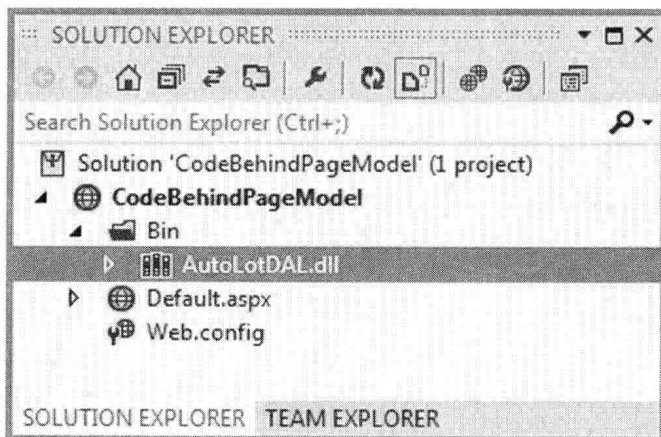 SOLUTION EXPLORER
Search Solution Explorer (Ctrl+;)
Solution 'CodeBehindPageModel' (1 project)
CodeBehindPageModel
Bin
AutoLotDAL.dll
Default.aspx
Web.config
SOLUTION EXPLORER TEAM EXPLORER